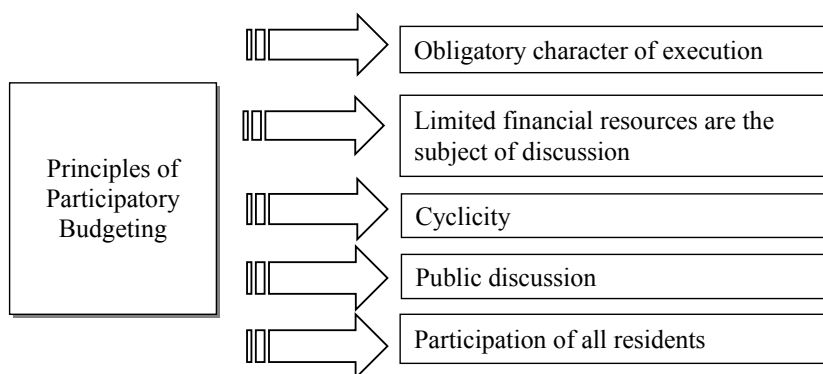 Principles of
Participatory
Budgeting
Obligatory character of execution
Limited financial resources are the
subject of discussion
Cyclicity
Public discussion
Participation of all residents